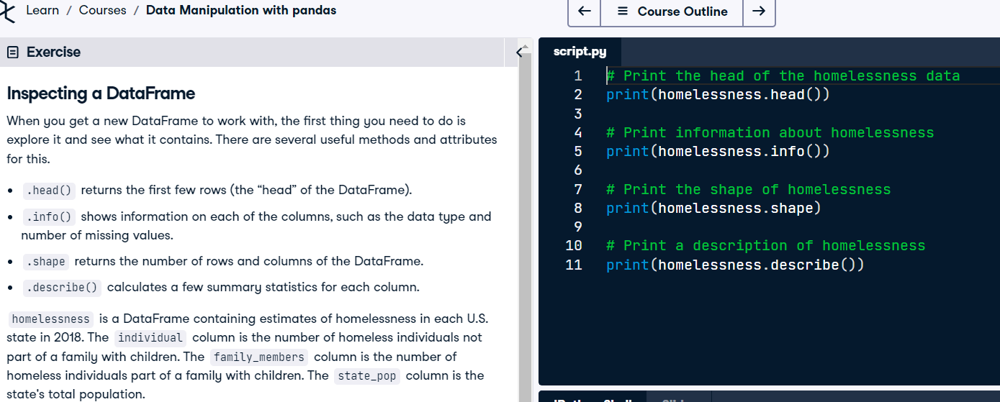 Learn / Courses / Data Manipulation with pandas
Course Outline
Exercise
Inspecting a DataFrame
When you get a new DataFrame to work with, the first thing you need to do is
explore it and see what it contains. There are several useful methods and attributes
for this.
.head() returns the first few rows (the “head” of the DataFrame).
.info() shows information on each of the columns, such as the data type and
number of missing values.
.shape returns the number of rows and columns of the DataFrame.
.describe() calculates a few summary statistics for each column.
homelessness is a DataFrame containing estimates of homelessness in each U.S.
state in 2018. The individual column is the number of homeless individuals not
part of a family with children. The family_members column is the number of
homeless individuals part of a family with children. The state_pop column is the
state's total population.
script.py
1 # Print the head of the homelessness data
2 print(homelessness.head())
3
4 # Print information about homelessness
5 print(homelessness.info())
6
7 # Print the shape of homelessness
8 print(homelessness.shape)
9
10 # Print a description of homelessness
11 print(homelessness.describe())